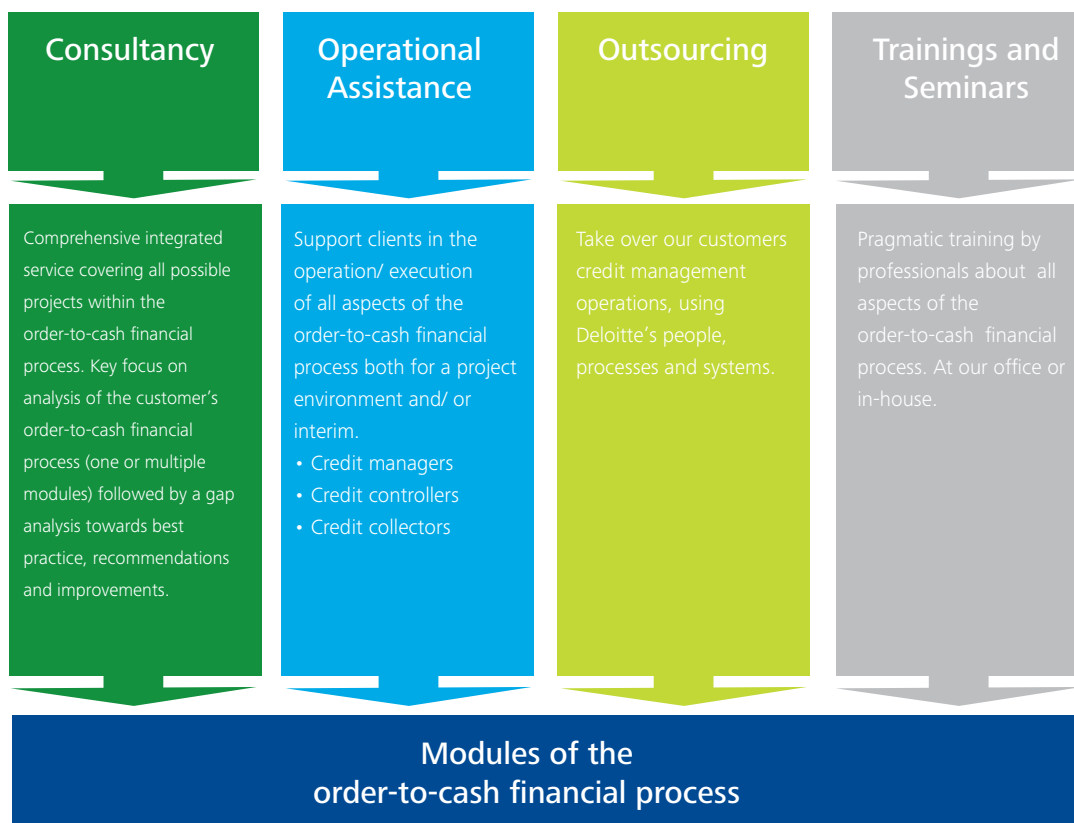 Consultancy
Operational
Assistance
Outsourcing
Trainings and
Seminars
Comprehensive integrated
service covering all possible
projects within the
order-to-cash financial
process. Key focus on
analysis of the customer’s
order-to-cash financial
process (one or multiple
modules) followed by a gap
analysis towards best
practice, recommendations
and improvements.
Support clients in the
operation/ execution
of all aspects of the
order-to-cash financial
process both for a project
environment and/ or
interim.
• Credit managers
• Credit controllers
• Credit collectors
Take over our customers
credit management
operations, using
Deloitte’s people,
processes and systems.
Pragmatic training by
professionals about  all
aspects of the
order-to-cash  financial
process. At our office or
in-house.
Modules of the
order-to-cash financial process